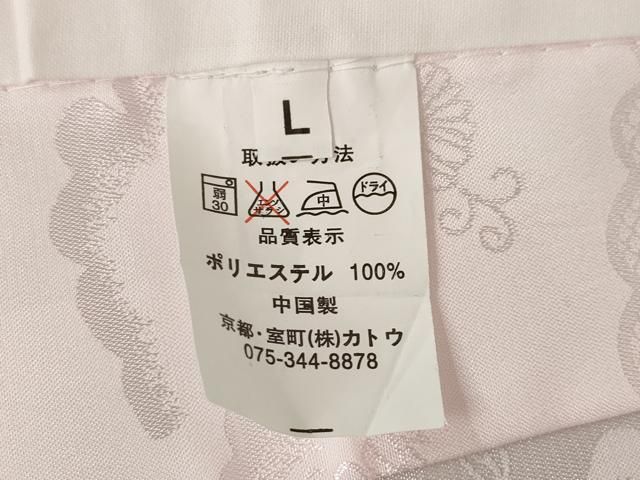 L
取扱い方法
弱
30
エンソ
サラシ
中
ドライ
品質表示
ポリエステル 100%
中国製
京都・室町(株)カトウ
075-344-8878